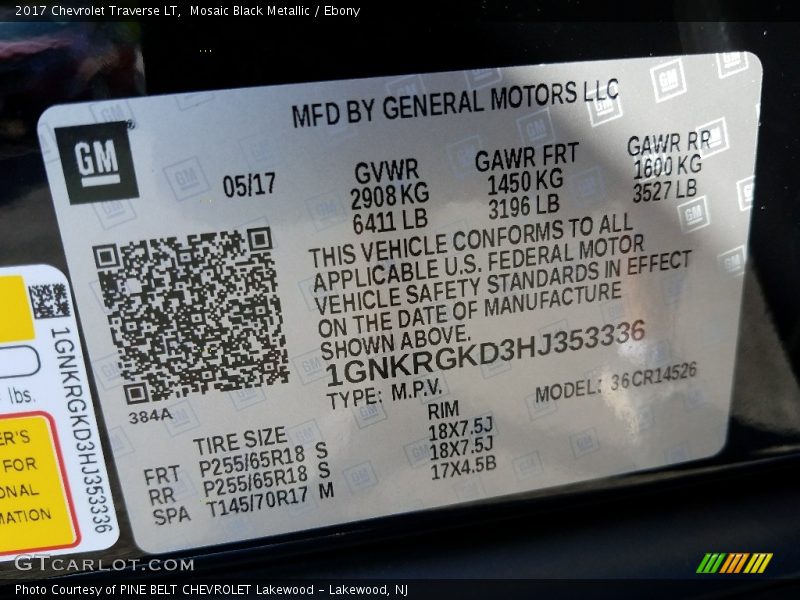 2017 Chevrolet Traverse LT,  Mosaic Black Metallic / Ebony
MFD BY GENERAL MOTORS LLC
GM
05/17
GVWR
2908 KG
6411 LB
GAWR FRT
1450 KG
3196 LB
GAWR RR
1600 KG
3527 LB
THIS VEHICLE CONFORMS TO ALL
APPLICABLE U.S. FEDERAL MOTOR
VEHICLE SAFETY STANDARDS IN EFFECT
ON THE DATE OF MANUFACTURE
SHOWN ABOVE.
1GNKRGKD3HJ353336
TYPE: M.P.V.
MODEL: 36CR14526
384A
TIRE SIZE
RIM
FRT P255/65R18 S 18X7.5J
RR P255/65R18 S 18X7.5J
SPA T145/70R17 M 17X4.5B
1GNKRGKD3HJ353336
lbs.
ER'S
FOR
ONAL
MATION
GTCARLOT.COM
Photo Courtesy of PINE BELT CHEVROLET Lakewood - Lakewood, NJ